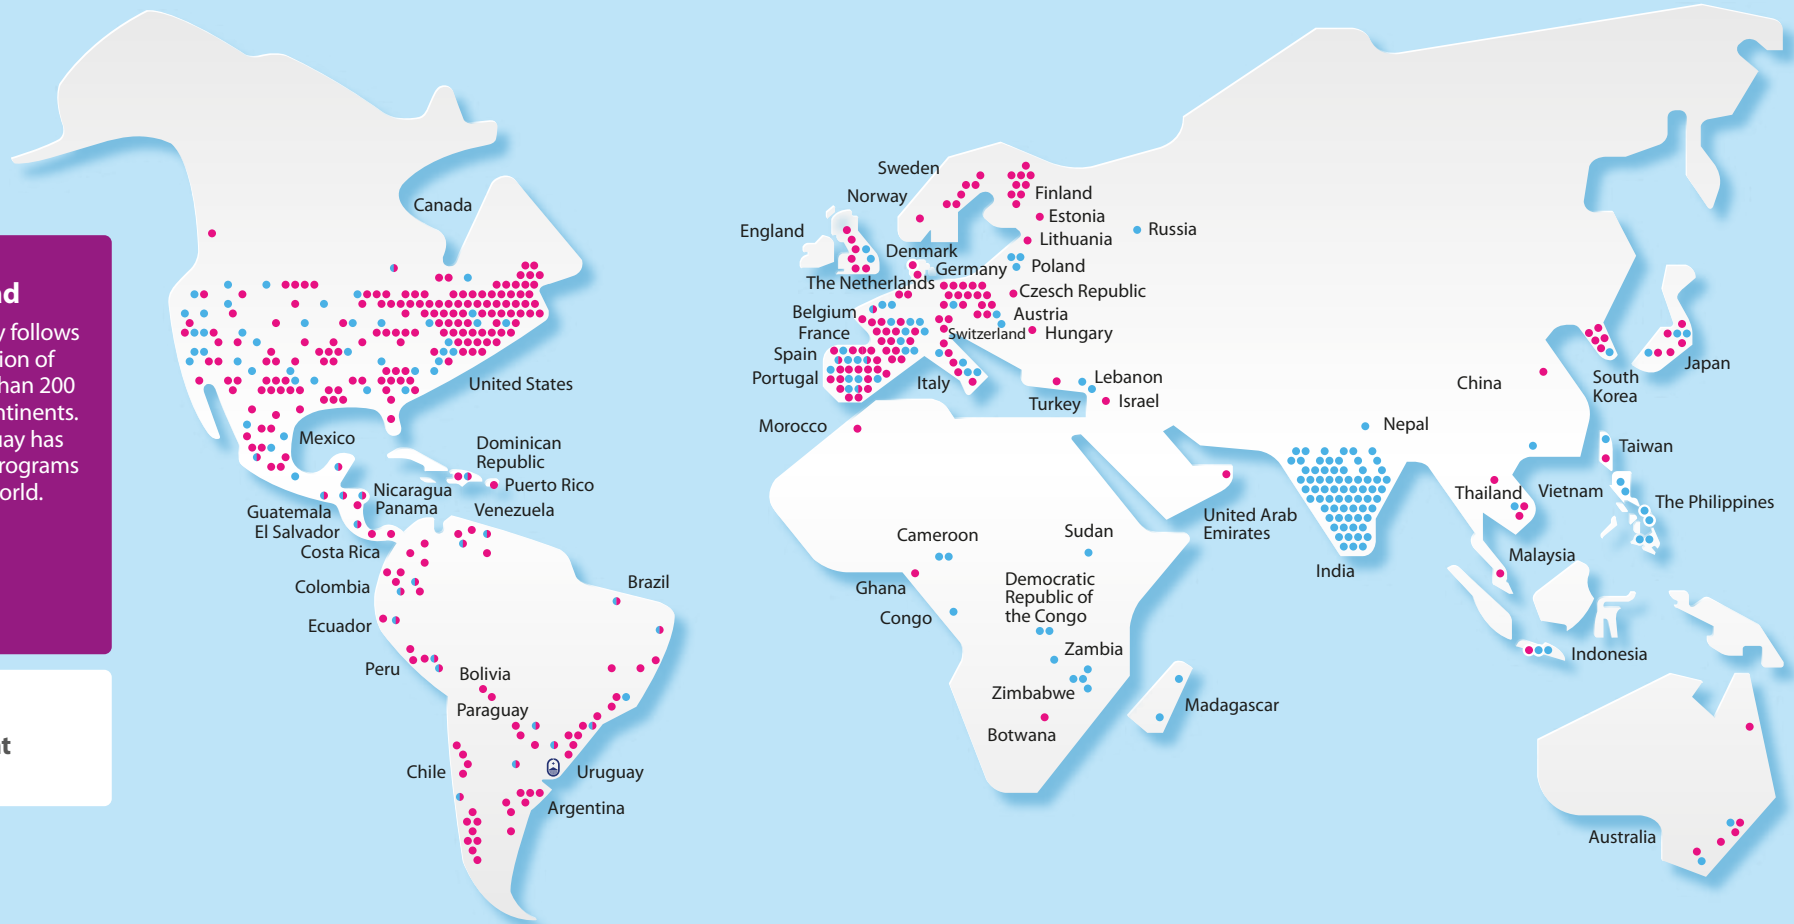 y follows
ion of
han 200
ntinents.
uay has
rograms
orld.
Canada
United States
Mexico
Dominican
Republic
Puerto Rico
Nicaragua
Panama
Venezuela
Guatemala
El Salvador
Costa Rica
Colombia
Ecuador
Peru
Brazil
Bolivia
Paraguay
Chile
Uruguay
Argentina
Sweden
Norway
England
Finland
Estonia
Lithuania
Russia
Denmark
Germany
Poland
The Netherlands
Czesch Republic
Belgium
Austria
France
Switzerland
Hungary
Spain
Portugal
Italy
Lebanon
Turkey
Israel
Morocco
Cameroon
Sudan
Ghana
Congo
Democratic
Republic of
the Congo
Zambia
Zimbabwe
Botwana
Madagascar
United Arab
Emirates
India
Nepal
China
South
Korea
Japan
Taiwan
Thailand
Vietnam
The Philippines
Malaysia
Indonesia
Australia